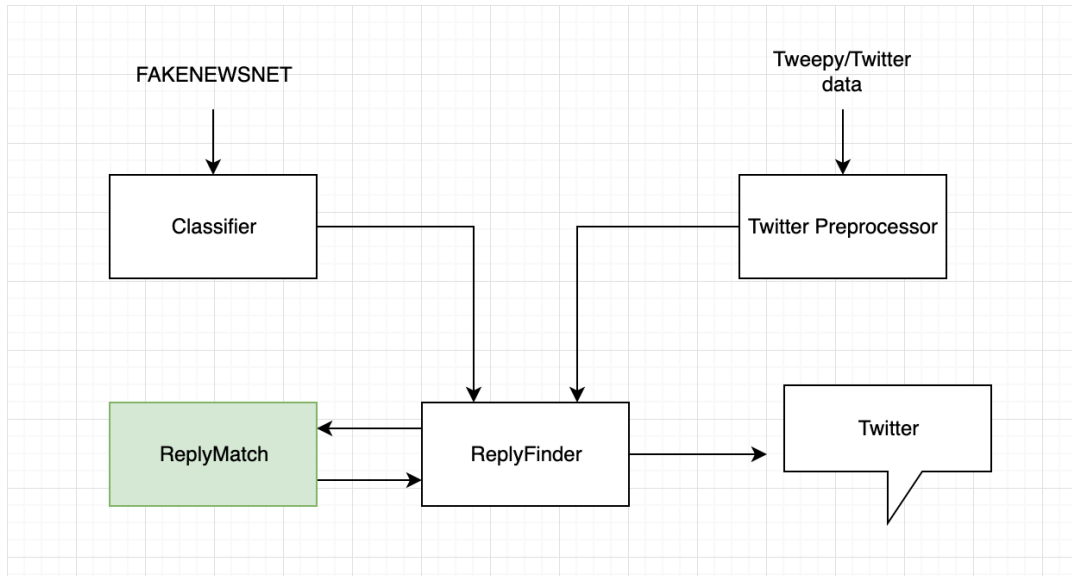 FAKENEWSNET
Tweepy/Twitter
data
Classifier
Twitter Preprocessor
ReplyMatch
ReplyFinder
Twitter